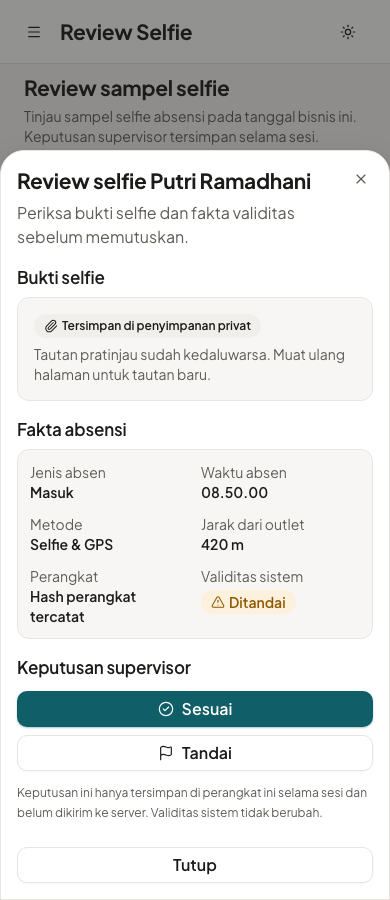 Review Selfie
Review sampel selfie
Tinjau sampel selfie absensi pada tanggal bisnis ini.
Keputusan supervisor tersimpan selama sesi.
Review selfie Putri Ramadhani
Periksa bukti selfie dan fakta validitas
sebelum memutuskan.
Bukti selfie
Tersimpan di penyimpanan privat
Tautan pratinjau sudah kedaluwarsa. Muat ulang
halaman untuk tautan baru.
Fakta absensi
Jenis absen
Masuk
Waktu absen
08.50.00
Metode
Selfie & GPS
Jarak dari outlet
420 m
Perangkat
Hash perangkat
tercatat
Validitas sistem
Ditandai
Keputusan supervisor
Sesuai
Tandai
Keputusan ini hanya tersimpan di perangkat ini selama sesi dan
belum dikirim ke server. Validitas sistem tidak berubah.
Tutup